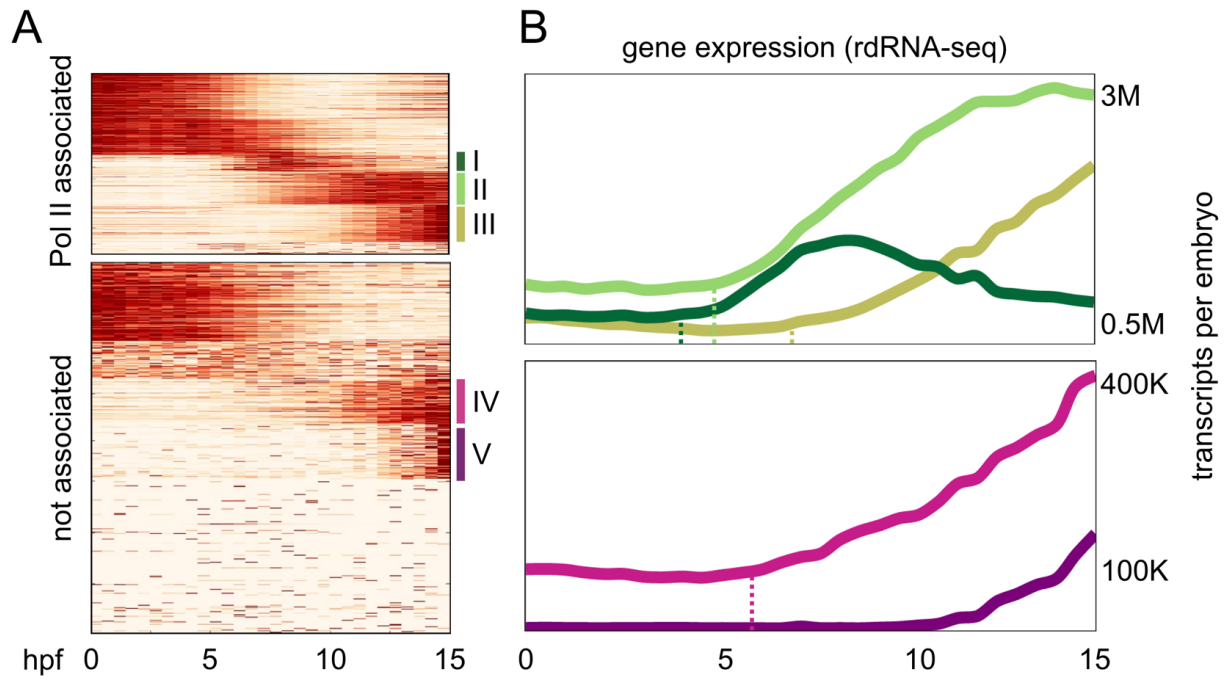 A
Pol II associated
I
II
III
not associated
IV
V
hpf
0
5
10
15
B
gene expression (rdRNA-seq)
3M
0.5M
400K
100K
transcripts per embryo
0
5
10
15